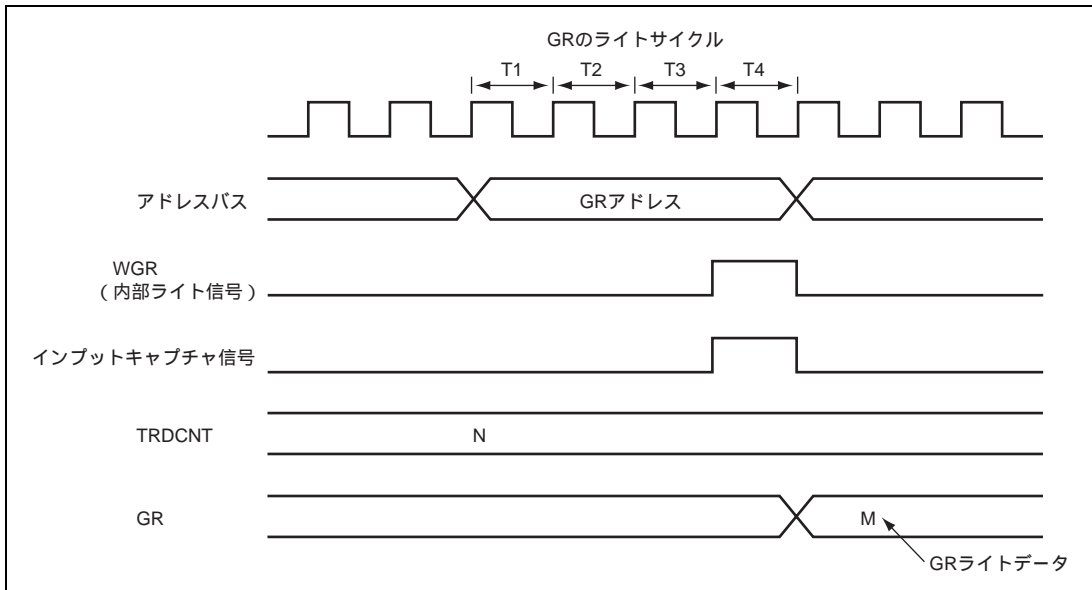 GRのライトサイクル
T1 T2 T3 T4
アドレスバス
GRアドレス
WGR
(内部ライト信号)
インプットキャプチャ信号
TRDCNT
N
GR
M
GRライトデータ